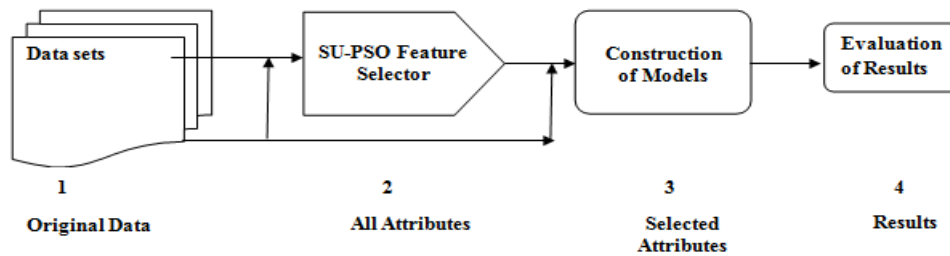 Data sets
SU-PSO Feature
Selector
Construction
of Models
Evaluation
of Results
1
2
3
4
Original Data
All Attributes
Selected
Attributes
Results